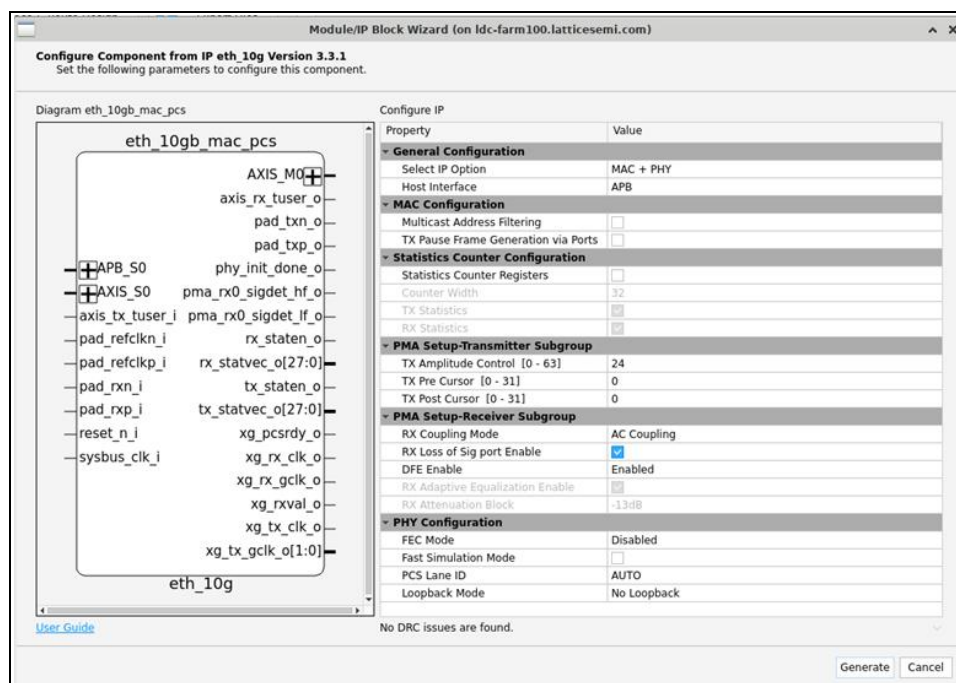 Module/IP Block Wizard (on ldc-farm100.latticesemi.com)
Configure Component from IP eth_10g Version 3.3.1
Set the following parameters to configure this component.
Diagram eth_10gb_mac_pcs
eth_10gb_mac_pcs
AXIS_M0
axis_rx_tuser_o
pad_txn_o
pad_txp_o
APB_S0 phy_init_done_o
AXIS_S0 pma_rx0_sigdet_hf_o
axis_tx_tuser_i pma_rx0_sigdet_lf_o
pad_refclkn_i rx_staten_o
pad_refclkp_i rx_statvec_o[27:0]
pad_rxn_i tx_staten_o
pad_rxp_i tx_statvec_o[27:0]
reset_n_i xg_pcsrdy_o
sysbus_clk_i xg_rx_clk_o
xg_rx_gclk_o
xg_rxval_o
xg_tx_clk_o
xg_tx_gclk_o[1:0]
eth_10g
User Guide
Configure IP
Property Value
General Configuration
Select IP Option MAC + PHY
Host Interface APB
MAC Configuration
Multicast Address Filtering
TX Pause Frame Generation via Ports
Statistics Counter Configuration
Statistics Counter Registers
Counter Width 32
TX Statistics
RX Statistics
PMA Setup-Transmitter Subgroup
TX Amplitude Control [0 - 63] 24
TX Pre Cursor [0 - 31] 0
TX Post Cursor [0 - 31] 0
PMA Setup-Receiver Subgroup
RX Coupling Mode AC Coupling
RX Loss of Sig port Enable
DFE Enable Enabled
RX Adaptive Equalization Enable
RX Attenuation Block -13dB
PHY Configuration
FEC Mode Disabled
Fast Simulation Mode
PCS Lane ID AUTO
Loopback Mode No Loopback
No DRC issues are found.
Generate Cancel